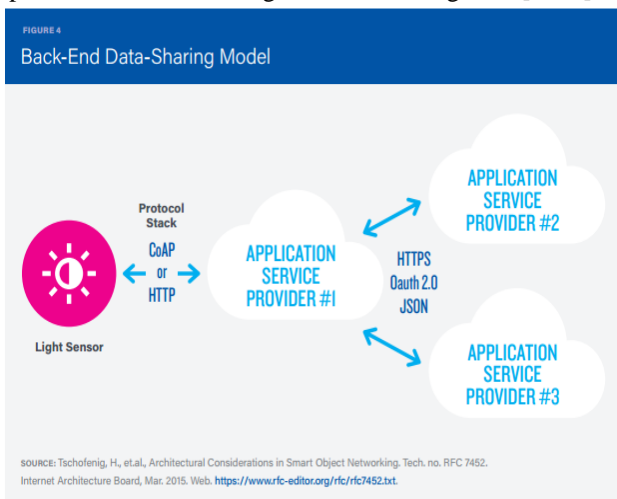 FIGURE 4
Back-End Data-Sharing Model
Protocol
Stack
CoAP
or
HTTP
Light Sensor
APPLICATION
SERVICE
PROVIDER #1
HTTPS
Oauth 2.0
JSON
APPLICATION
SERVICE
PROVIDER #2
APPLICATION
SERVICE
PROVIDER #3
SOURCE: Tschofenig, H., et.al., Architectural Considerations in Smart Object Networking. Tech. no. RFC 7452.
Internet Architecture Board, Mar. 2015. Web. https://www.rfc-editor.org/rfc/rfc7452.txt.